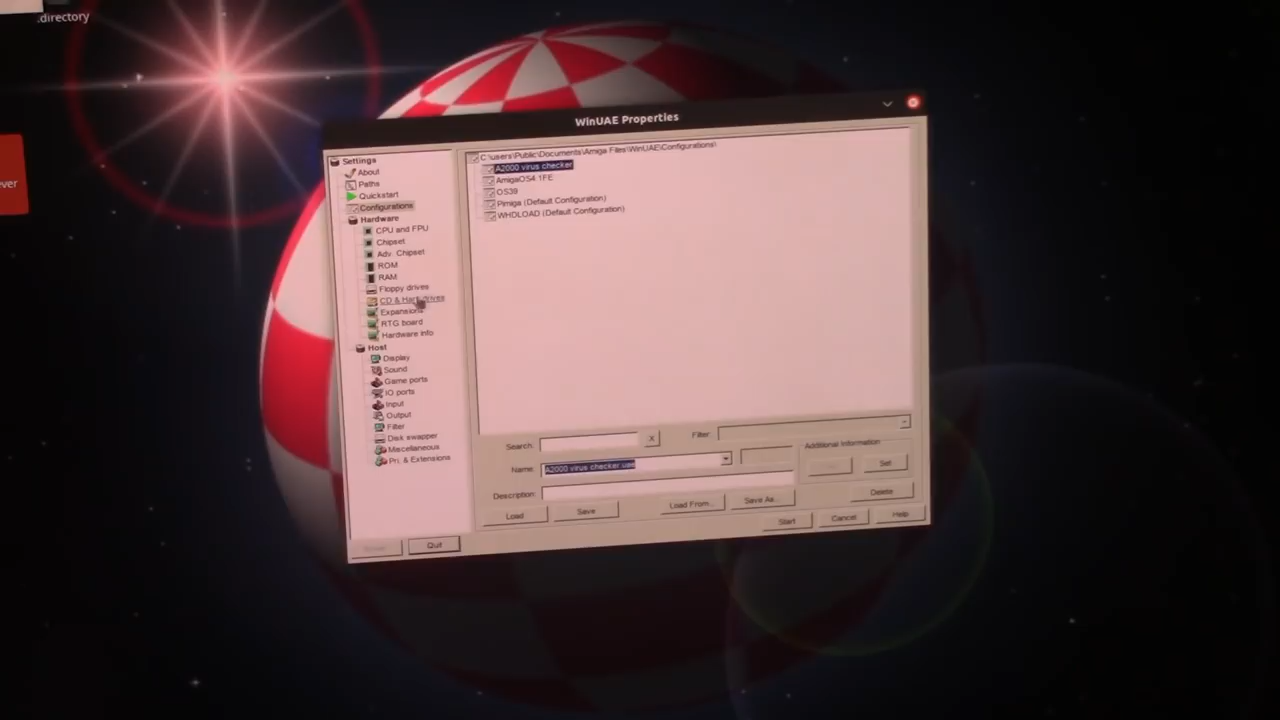 .directory
ver
WinUAE Properties
Settings
About
Paths
Quickstart
Configurations
Hardware
CPU and FPU
Chipset
Adv. Chipset
ROM
RAM
Floppy drives
CD & Hard drives
Expansions
RTG board
Hardware info
Host
Display
Sound
Game ports
IO ports
Input
Output
Filter
Disk swapper
Miscellaneous
Pri. & Extensions
Quit
C:\users\Public\Documents\Amiga Files\WinUAE\Configurations\
A2000 virus checker
AmigaOS4 1FE
OS39
Pimiga (Default Configuration)
WHDLOAD (Default Configuration)
Search:
X
Filter:
Name:
A2000 virus checker.uae
Additional Information:
Set
Description:
Load
Save
Load From...
Save As...
Delete
Start
Cancel
Help